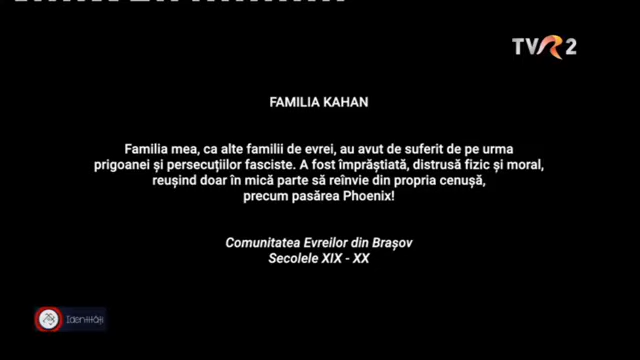 TVR2
FAMILIA KAHAN
Familia mea, ca alte familii de evrei, au avut de suferit de pe urma
prigoanei și persecuțiilor fasciste. A fost împrăștiată, distrusă fizic și moral,
reușind doar în mică parte să reînvie din propria cenușă,
precum pasărea Phoenix!
Comunitatea Evreilor din Brașov
Secolele XIX - XX
Identități